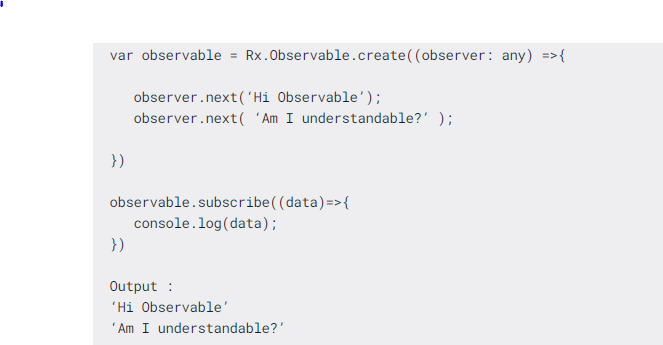 var observable = Rx.Observable.create((observer: any) =>{
observer.next(‘Hi Observable’);
observer.next( ‘Am I understandable?’ );
})
observable.subscribe((data)=>{
console.log(data);
})
Output :
‘Hi Observable’
‘Am I understandable?’